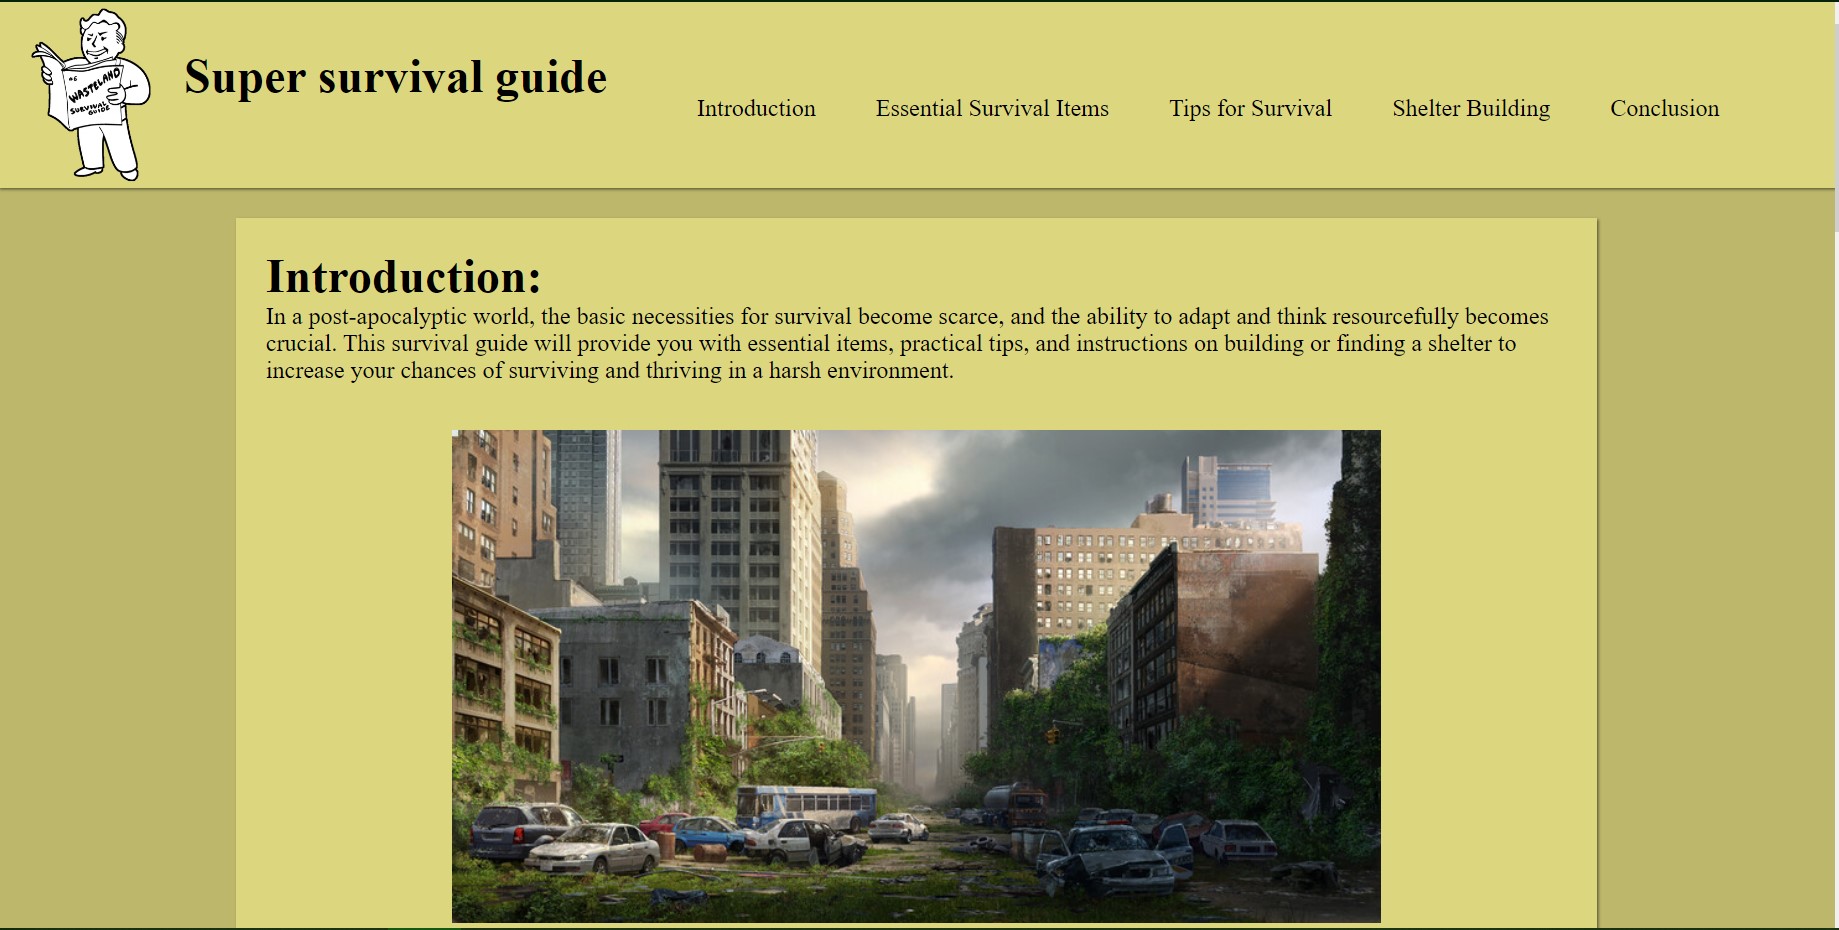 WASTELAND
SURVIVAL
GUIDE
Super survival guide
Introduction
Essential Survival Items
Tips for Survival
Shelter Building
Conclusion
Introduction:
In a post-apocalyptic world, the basic necessities for survival become scarce, and the ability to adapt and think resourcefully becomes
crucial. This survival guide will provide you with essential items, practical tips, and instructions on building or finding a shelter to
increase your chances of surviving and thriving in a harsh environment.